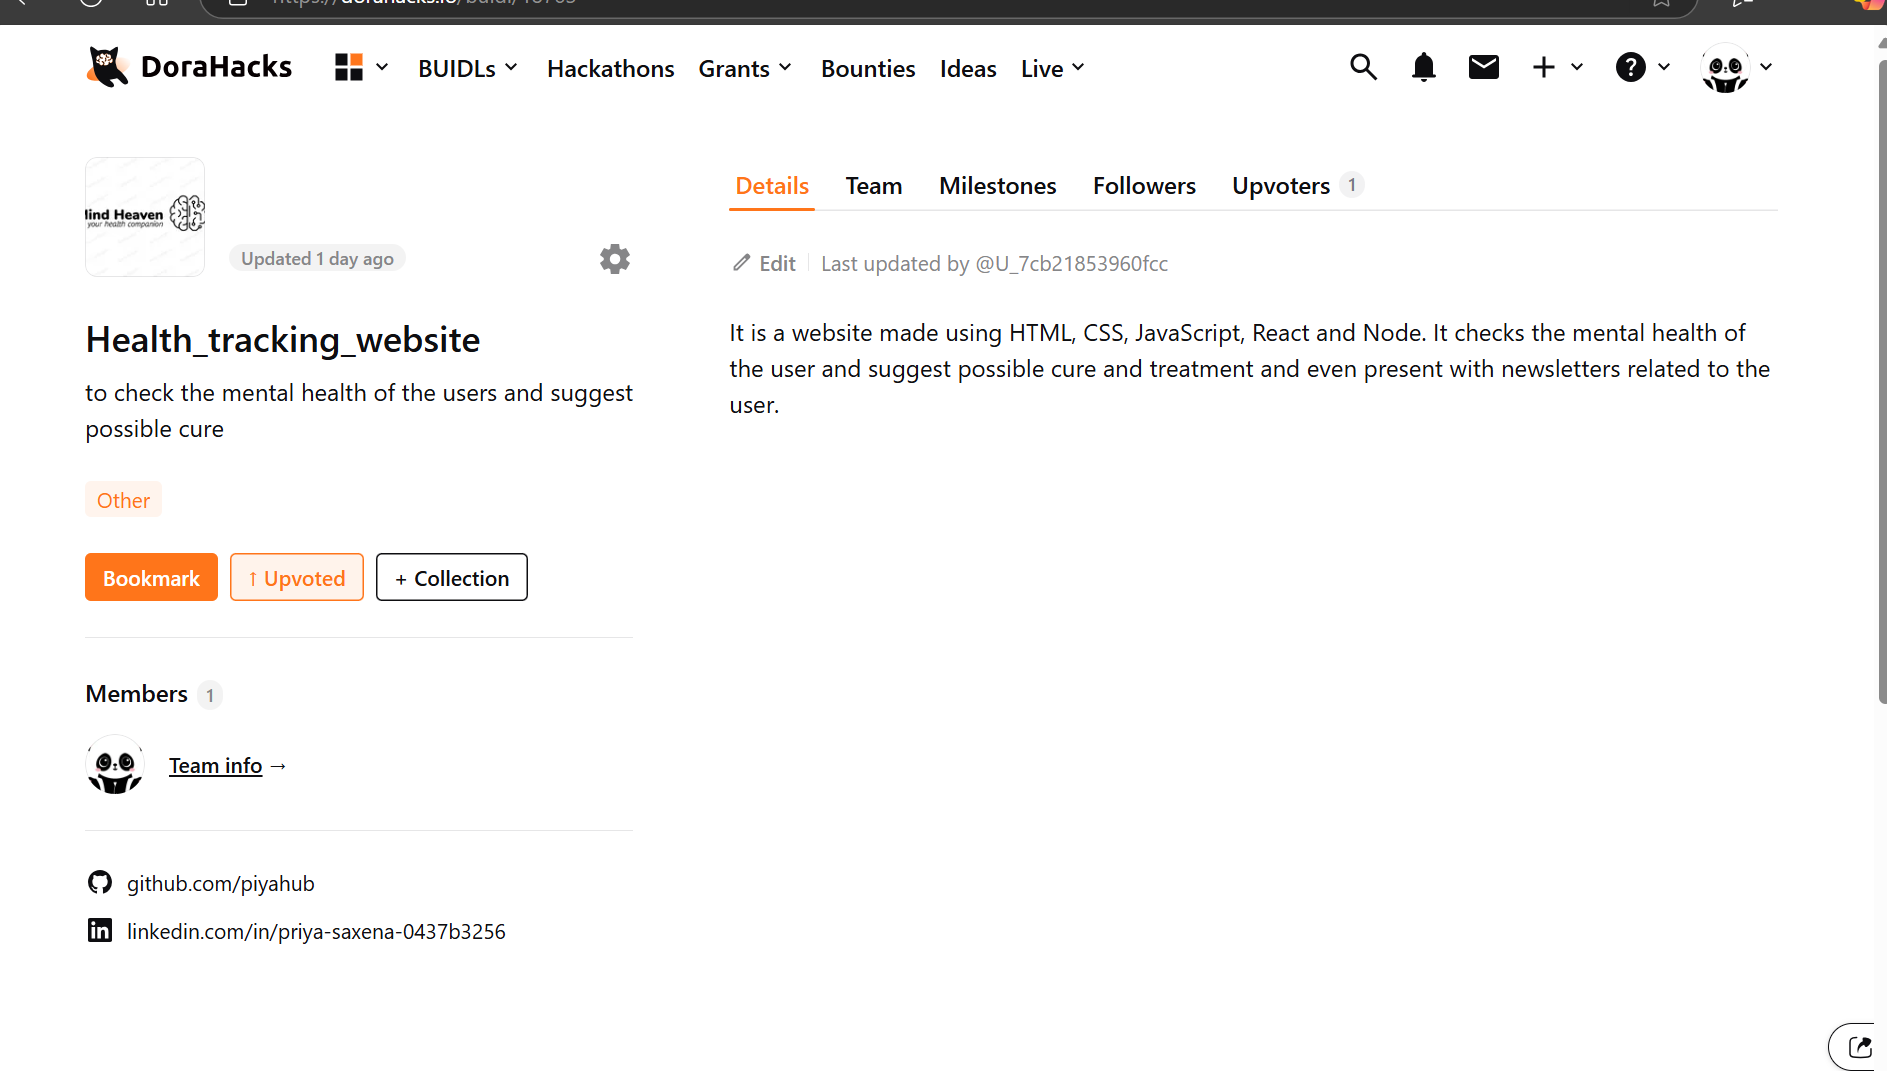 DoraHacks
BUIDLs
Hackathons
Grants
Bounties
Ideas
Live
ind Heaven
your health companion
Updated 1 day ago
Health_tracking_website
to check the mental health of the users and suggest
possible cure
Other
Bookmark
↑ Upvoted
+ Collection
Members 1
Team info →
github.com/piyahub
linkedin.com/in/priya-saxena-0437b3256
Details
Team
Milestones
Followers
Upvoters 1
Edit
Last updated by @U_7cb21853960fcc
It is a website made using HTML, CSS, JavaScript, React and Node. It checks the mental health of
the user and suggest possible cure and treatment and even present with newsletters related to the
user.